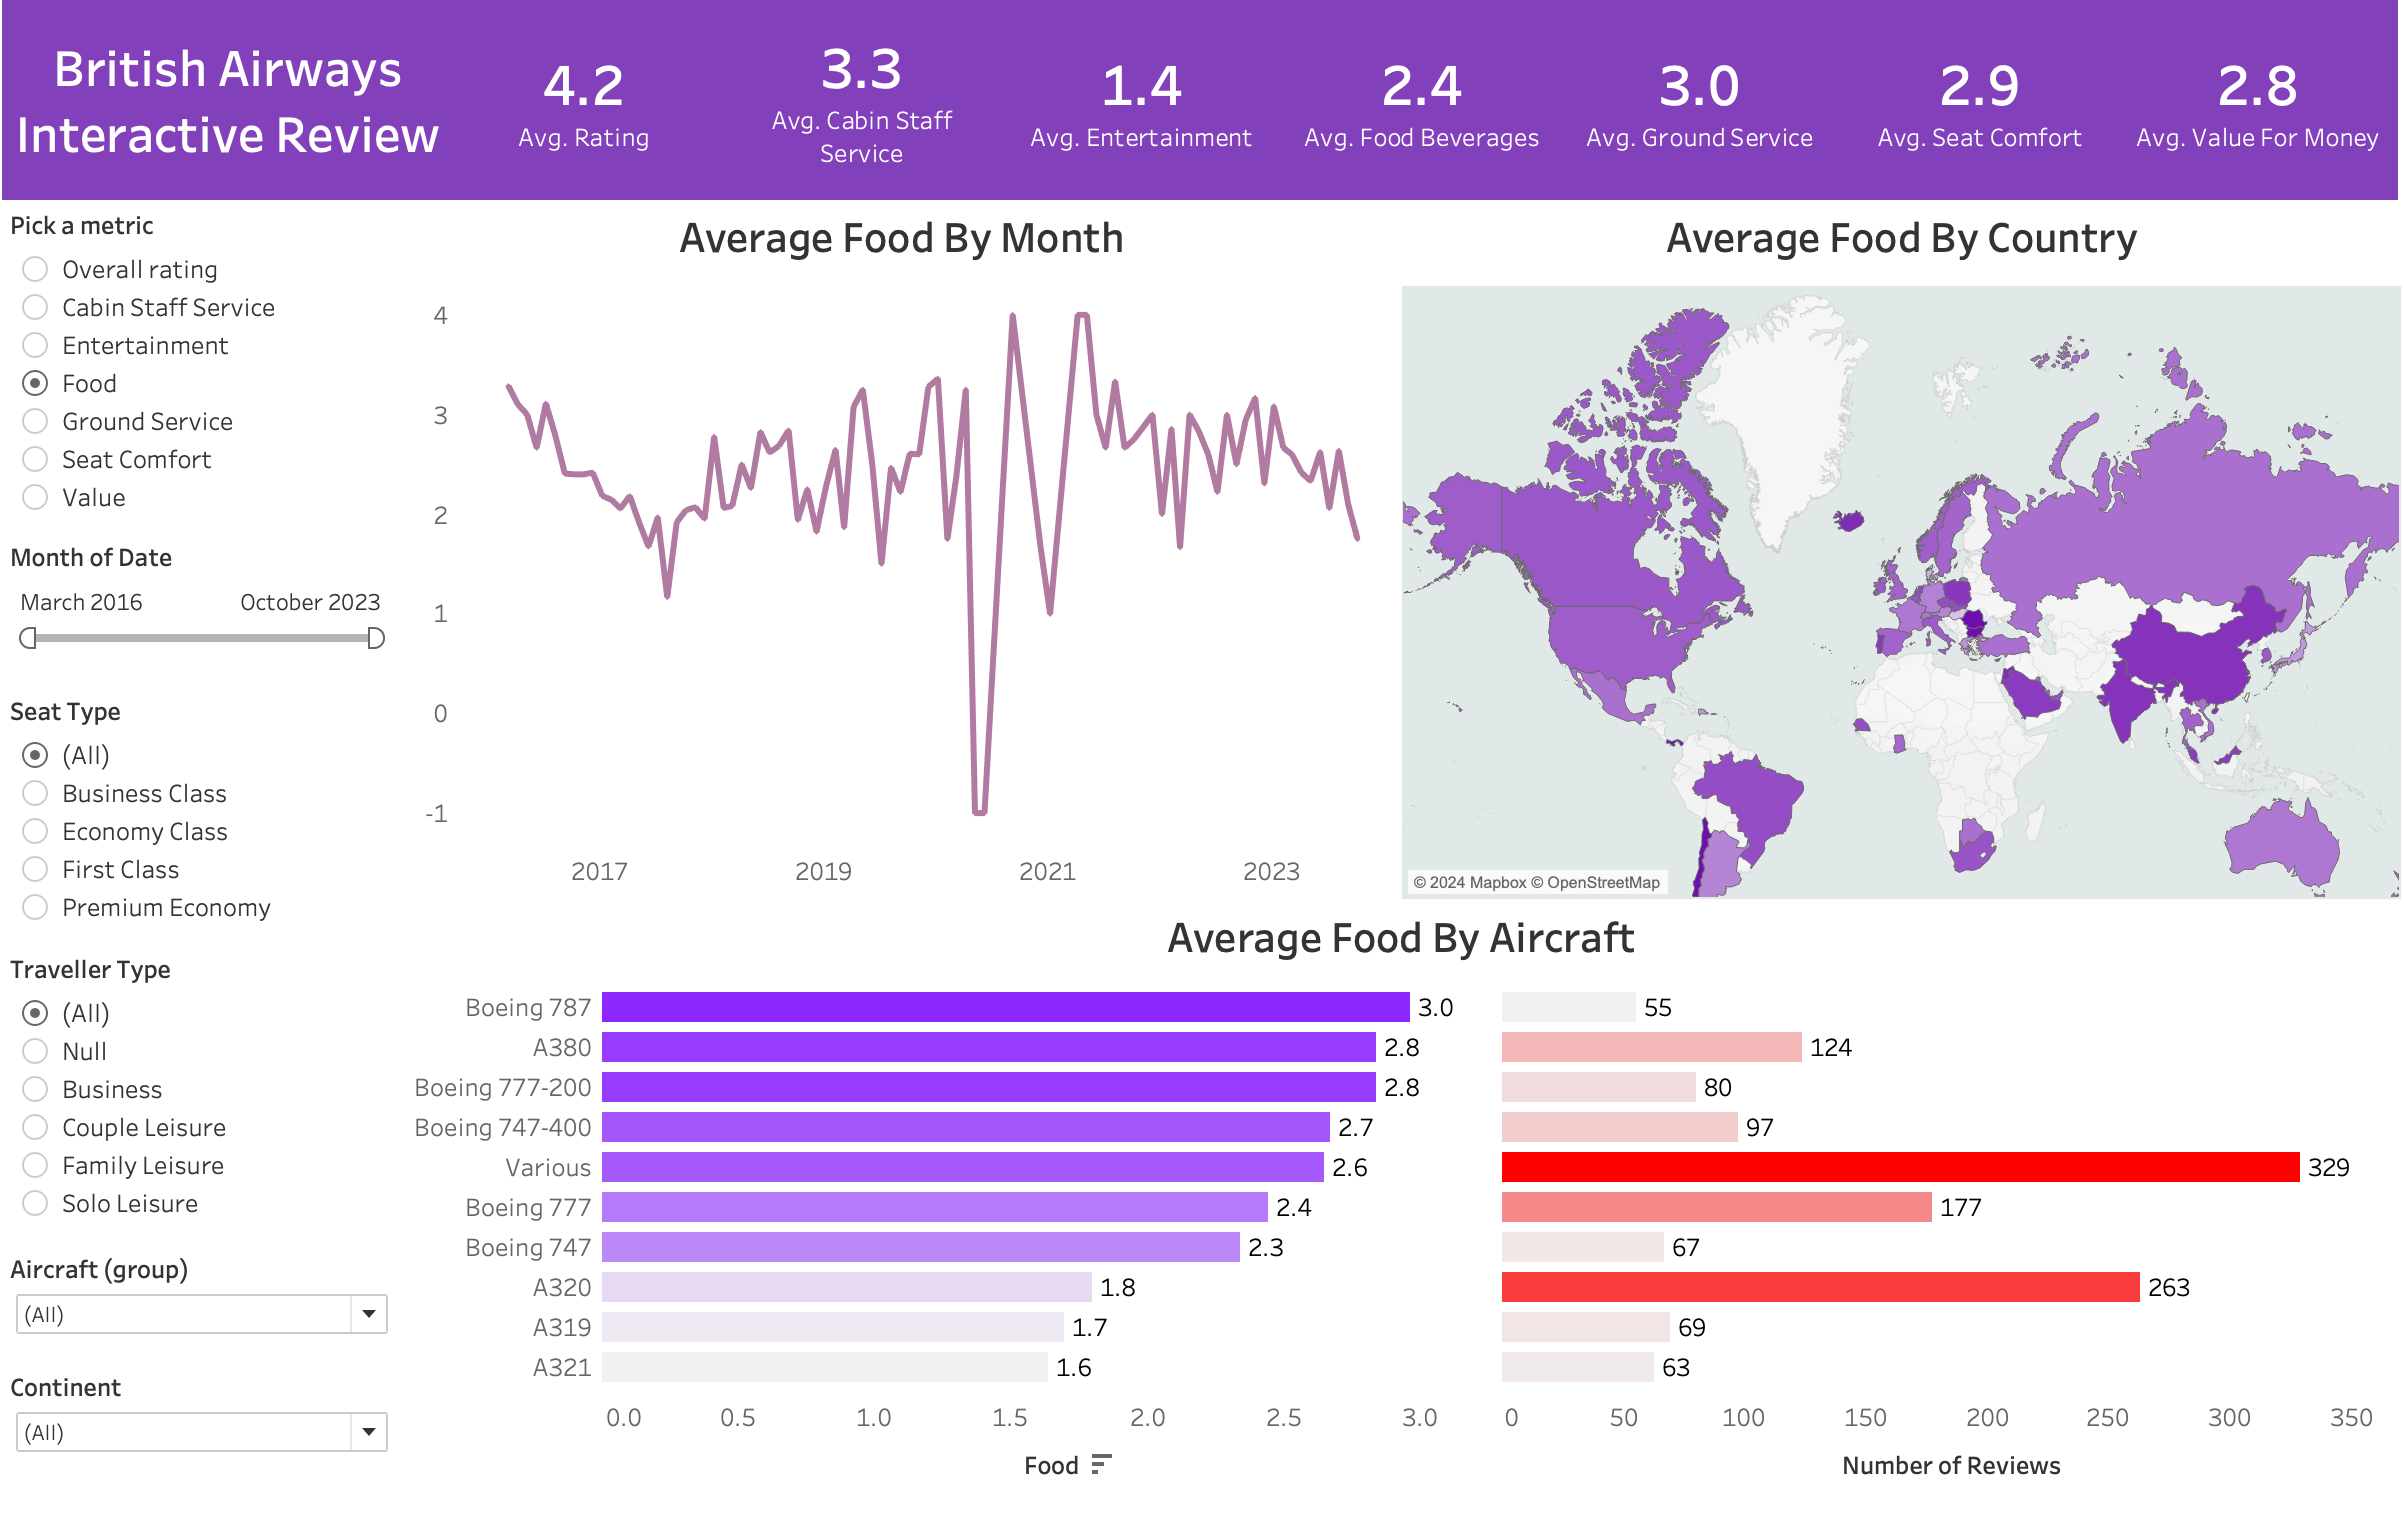 British Airways
Interactive Review
4.2
Avg. Rating
3.3
Avg. Cabin Staff
Service
1.4
Avg. Entertainment
2.4
Avg. Food Beverages
3.0
Avg. Ground Service
2.9
Avg. Seat Comfort
2.8
Avg. Value For Money
Pick a metric
Overall rating
Cabin Staff Service
Entertainment
Food
Ground Service
Seat Comfort
Value
Month of Date
March 2016 October 2023
Seat Type
(All)
Business Class
Economy Class
First Class
Premium Economy
Traveller Type
(All)
Null
Business
Couple Leisure
Family Leisure
Solo Leisure
Aircraft (group)
(All)
Continent
(All)
Average Food By Month
4
3
2
1
0
-1
2017 2019 2021 2023
Average Food By Country
© 2024 Mapbox © OpenStreetMap
Average Food By Aircraft
Boeing 787 3.0 55
A380 2.8 124
Boeing 777-200 2.8 80
Boeing 747-400 2.7 97
Various 2.6 329
Boeing 777 2.4 177
Boeing 747 2.3 67
A320 1.8 263
A319 1.7 69
A321 1.6 63
0.0 0.5 1.0 1.5 2.0 2.5 3.0 0 50 100 150 200 250 300 350
Food Number of Reviews